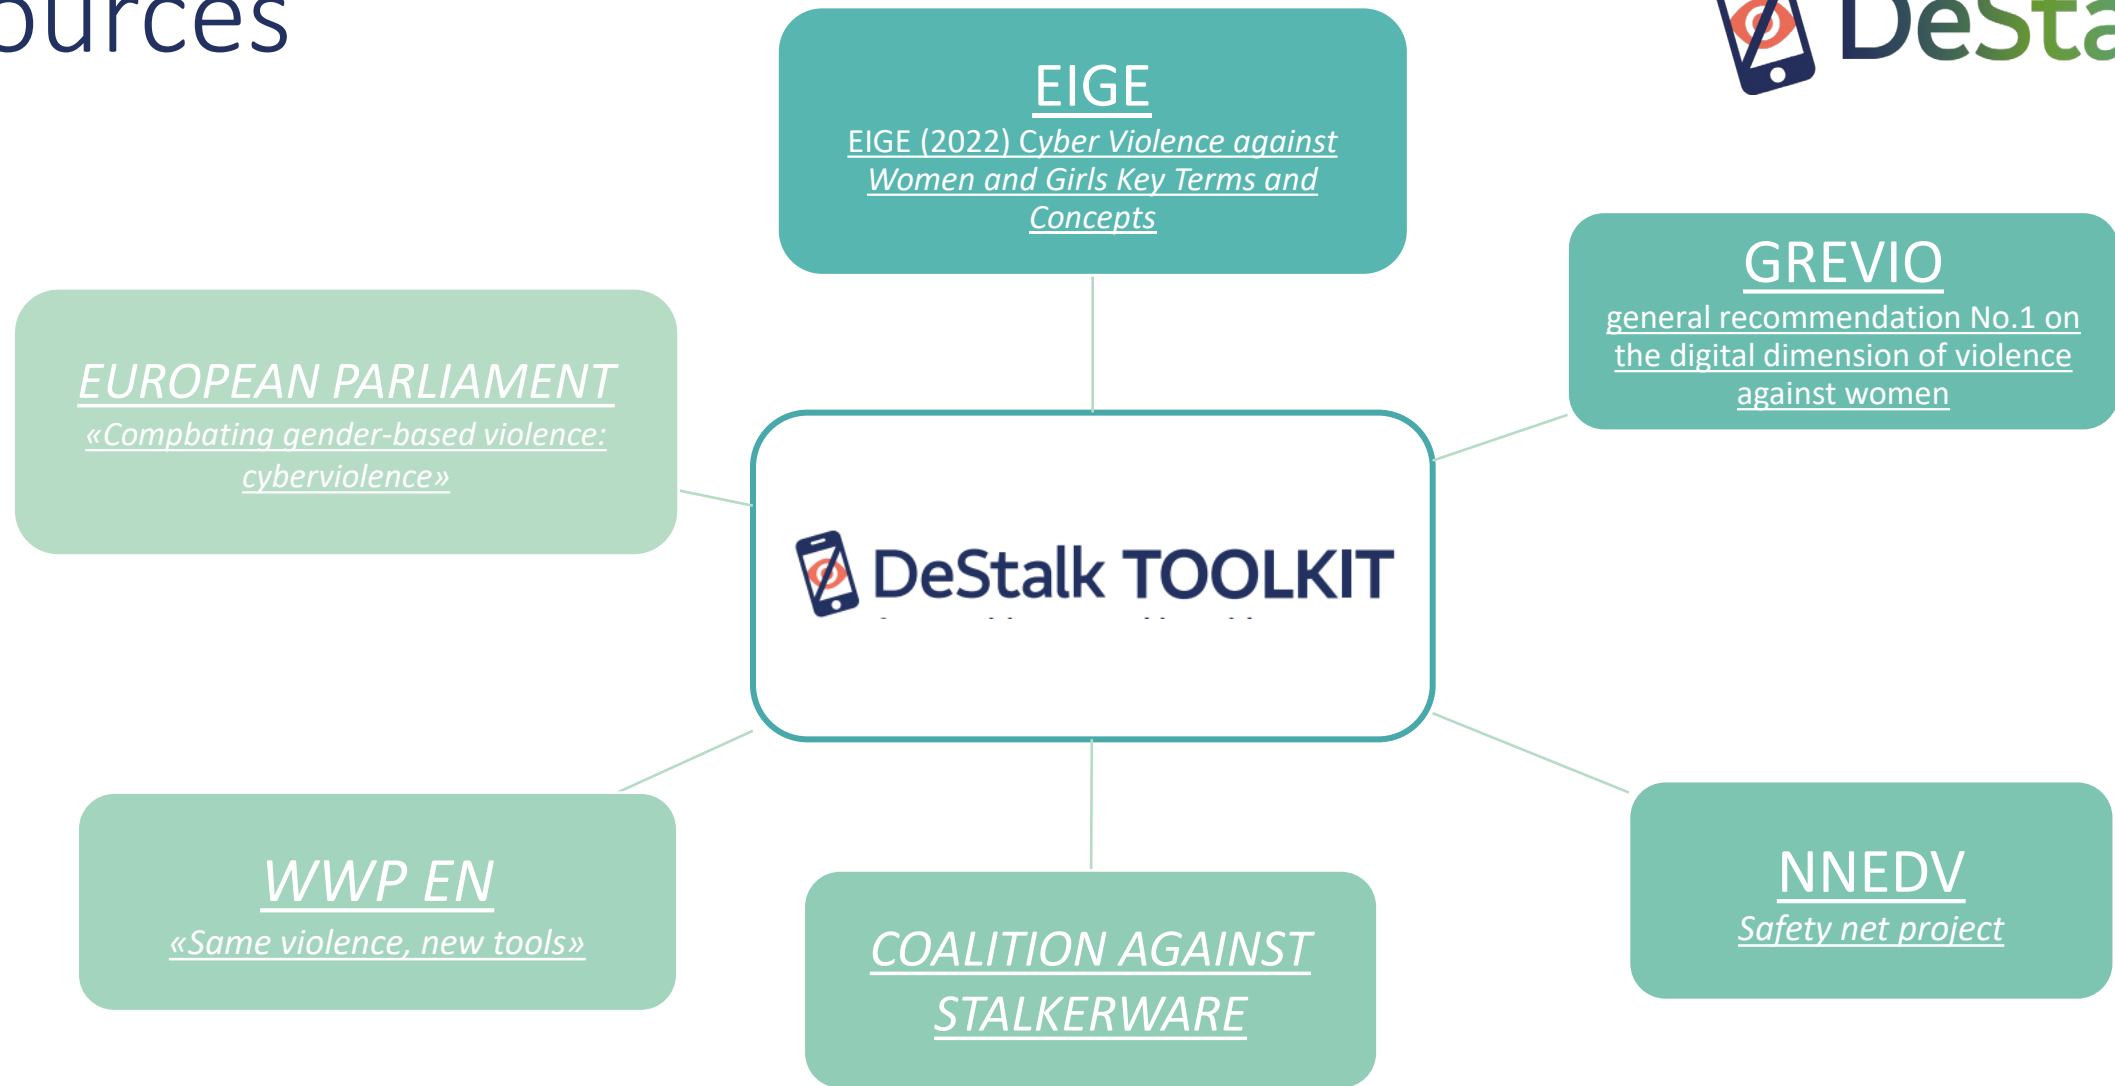 ources
DeSta
EIGE
EIGE (2022) Cyber Violence against
Women and Girls Key Terms and
Concepts
GREVIO
general recommendation No.1 on
the digital dimension of violence
against women
EUROPEAN PARLIAMENT
«Compbating gender-based violence:
cyberviolence»
DeStalk TOOLKIT
WWP EN
«Same violence, new tools»
COALITION AGAINST
STALKERWARE
NNEDV
Safety net project